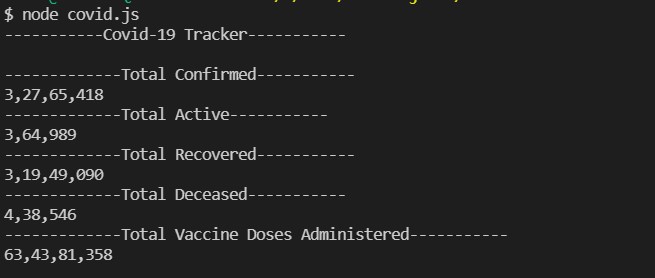 $ node covid.js
-----------Covid-19 Tracker-----------
-------------Total Confirmed-----------
3,27,65,418
-------------Total Active-----------
3,64,989
-------------Total Recovered-----------
3,19,49,090
-------------Total Deceased-----------
4,38,546
-------------Total Vaccine Doses Administered-----------
63,43,81,358